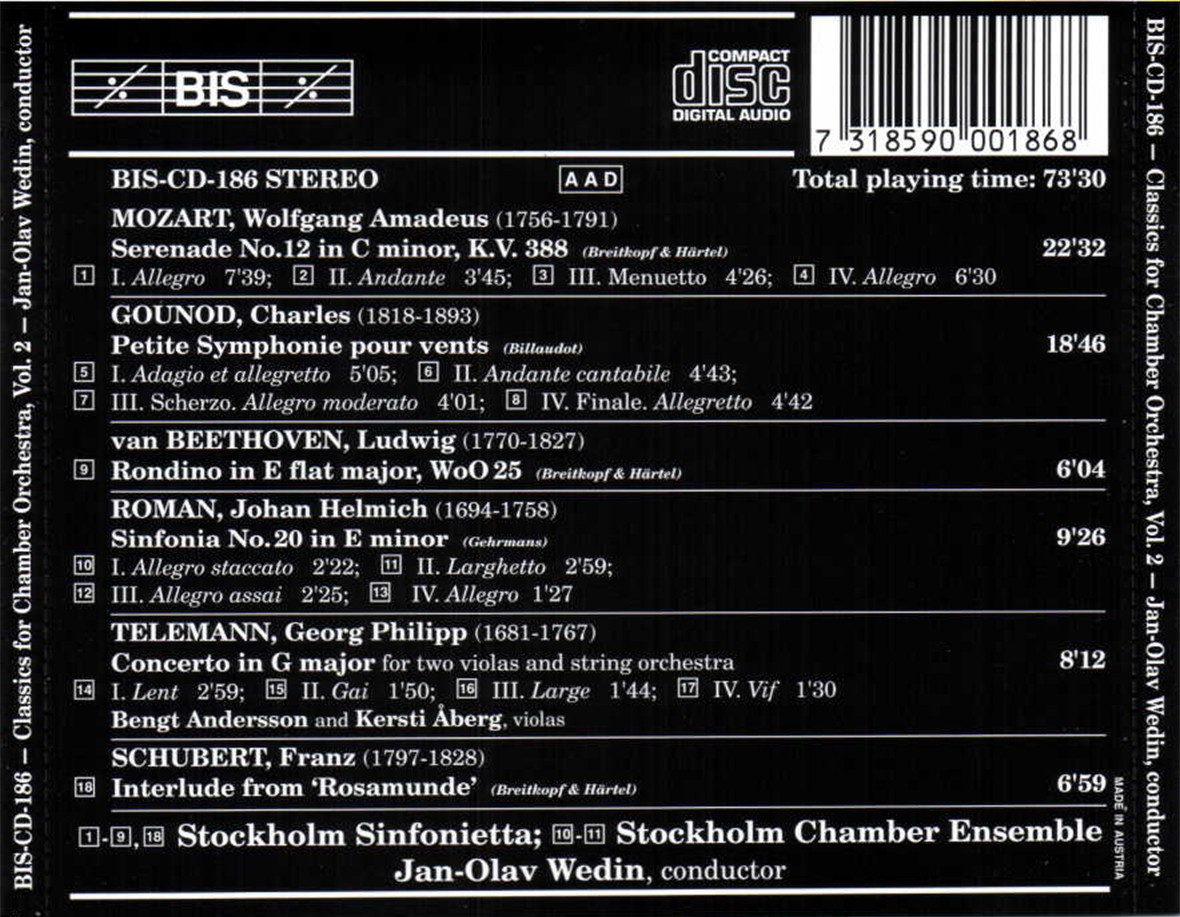 BIS-CD-186 – Classics for Chamber Orchestra, Vol. 2 – Jan-Olav Wedin, conductor
BIS
COMPACT
disc
DIGITAL AUDIO
7 318590 001868
BIS-CD-186 STEREO AAD Total playing time: 73'30
MOZART, Wolfgang Amadeus (1756-1791)
Serenade No.12 in C minor, K.V. 388 (Breitkopf & Härtel) 22'32
1 I. Allegro 7'39; 2 II. Andante 3'45; 3 III. Menuetto 4'26; 4 IV. Allegro 6'30
GOUNOD, Charles (1818-1893)
Petite Symphonie pour vents (Billaudot) 18'46
5 I. Adagio et allegretto 5'05; 6 II. Andante cantabile 4'43;
7 III. Scherzo. Allegro moderato 4'01; 8 IV. Finale. Allegretto 4'42
van BEETHOVEN, Ludwig (1770-1827)
9 Rondino in E flat major, WoO 25 (Breitkopf & Härtel) 6'04
ROMAN, Johan Helmich (1694-1758)
Sinfonia No.20 in E minor (Gehrmans) 9'26
10 I. Allegro staccato 2'22; 11 II. Larghetto 2'59;
12 III. Allegro assai 2'25; 13 IV. Allegro 1'27
TELEMANN, Georg Philipp (1681-1767)
Concerto in G major for two violas and string orchestra 8'12
14 I. Lent 2'59; 15 II. Gai 1'50; 16 III. Large 1'44; 17 IV. Vif 1'30
Bengt Andersson and Kersti Åberg, violas
SCHUBERT, Franz (1797-1828)
18 Interlude from 'Rosamunde' (Breitkopf & Härtel) 6'59
1-9, 18 Stockholm Sinfonietta; 10-11 Stockholm Chamber Ensemble
Jan-Olav Wedin, conductor
MADE IN AUSTRIA
BIS-CD-186 – Classics for Chamber Orchestra, Vol. 2 – Jan-Olav Wedin, conductor